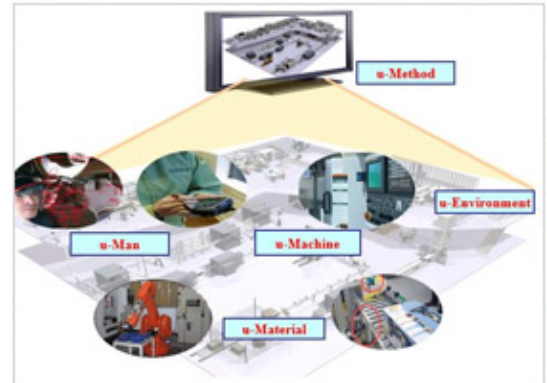 u-Method
u-Environment
u-Man
u-Machine
u-Material